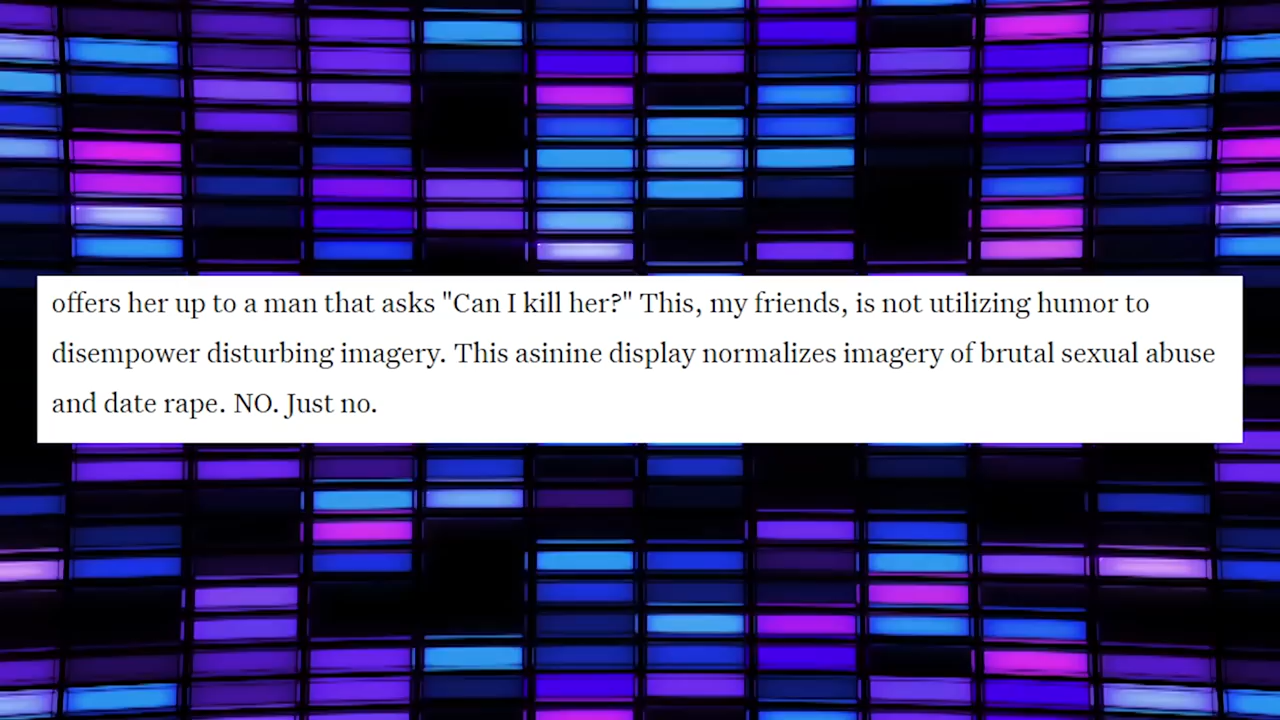 offers her up to a man that asks "Can I kill her?" This, my friends, is not utilizing humor to
disempower disturbing imagery. This asinine display normalizes imagery of brutal sexual abuse
and date rape. NO. Just no.